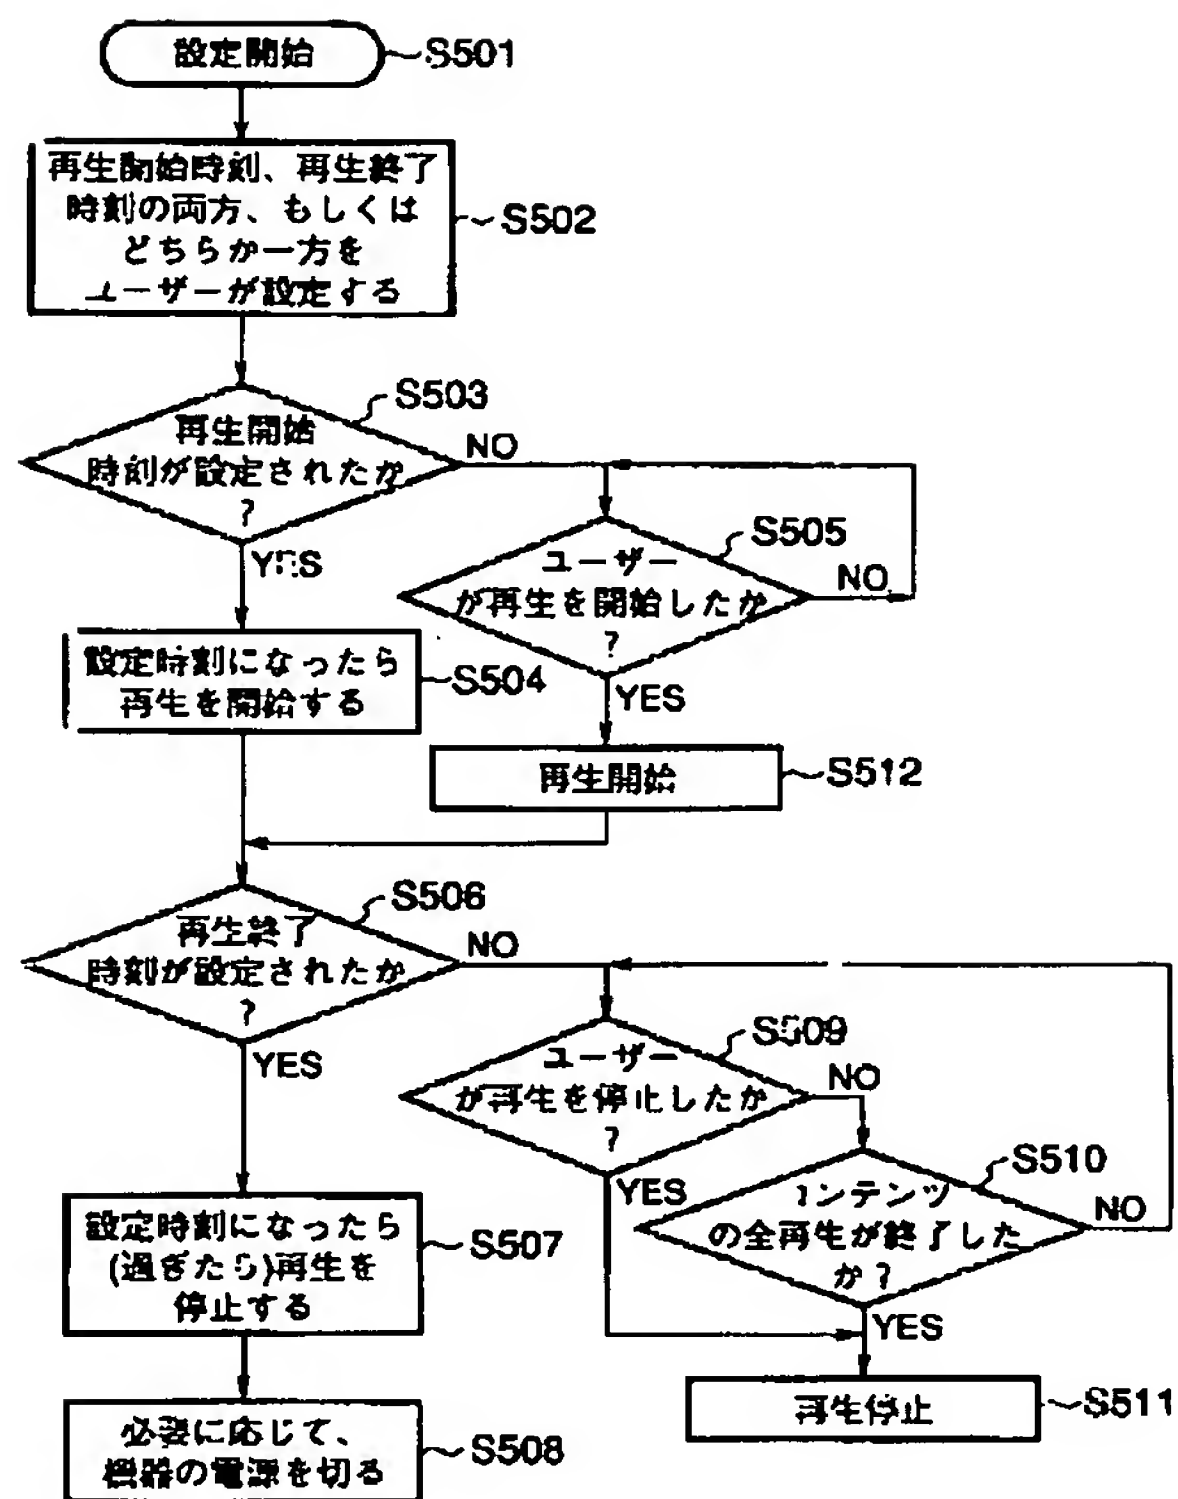 設定開始
S501
再生開始時刻、再生終了
時刻の両方、もしくは
どちらか一方を
ユーザーが設定する
S502
S503
再生開始
時刻が設定されたか
?
NO
YES
S505
ユーザー
が再生を開始したか
?
NO
YES
設定時刻になったら
再生を開始する
S504
再生開始
S512
S506
再生終了
時刻が設定されたか
?
NO
YES
S509
ユーザー
が再生を停止したか
?
NO
YES
S510
コンテンツ
の全再生が終了した
か?
NO
YES
設定時刻になったら
(過ぎたら)再生を
停止する
S507
再生停止
S511
必要に応じて、
機器の電源を切る
S508